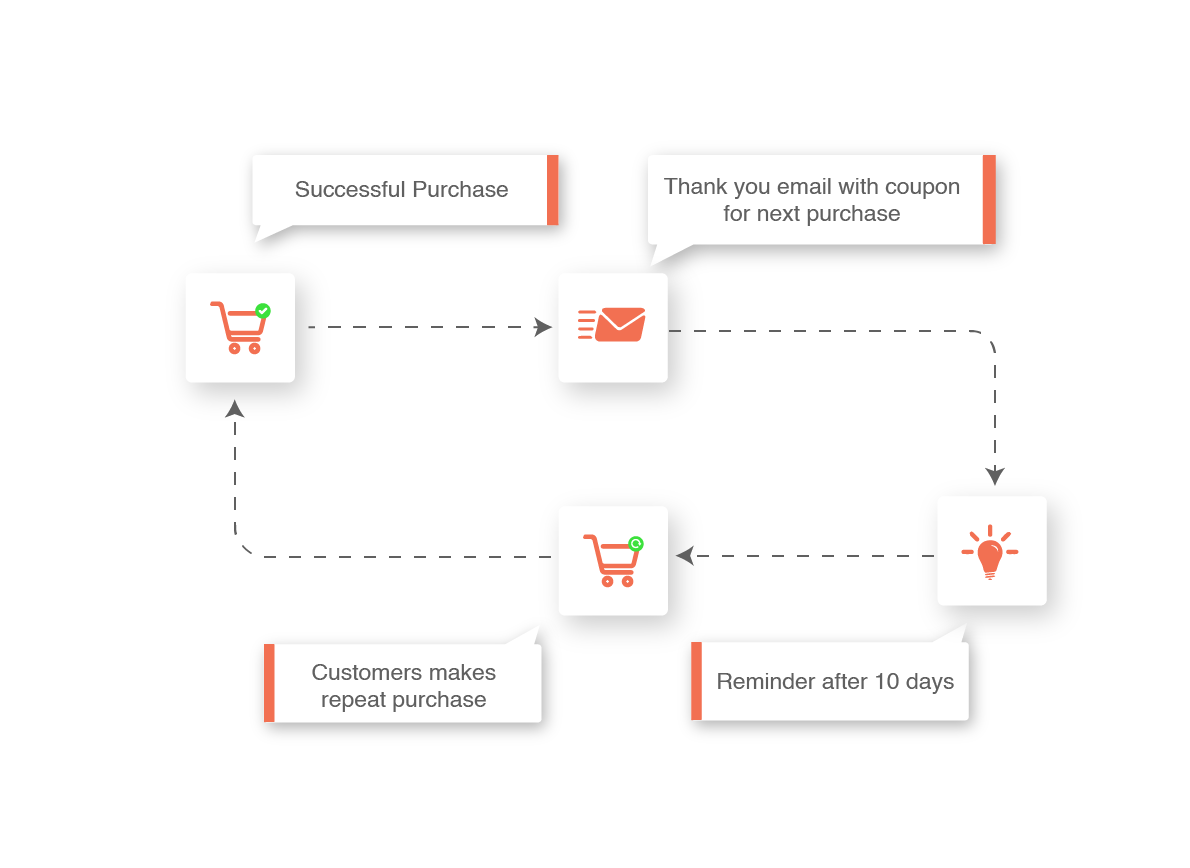 Successful Purchase
Thank you email with coupon
for next purchase
Customers makes
repeat purchase
Reminder after 10 days